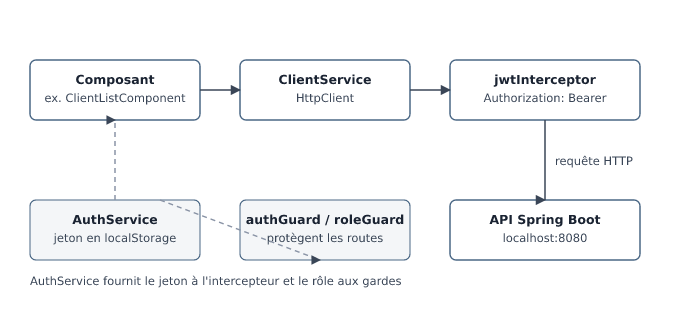 Composant
ex. ClientListComponent
ClientService
HttpClient
jwtInterceptor
Authorization: Bearer
requête HTTP
AuthService
jeton en localStorage
authGuard / roleGuard
protègent les routes
API Spring Boot
localhost:8080
AuthService fournit le jeton à l'intercepteur et le rôle aux gardes